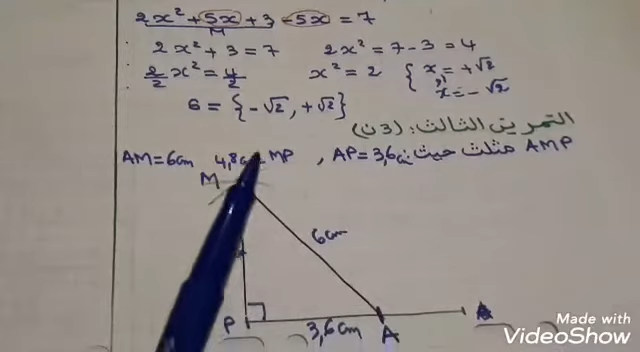 2x² + 5x + 3 - 5x = 7
M
2x² + 3 = 7    2x² = 7 - 3 = 4
2/2 x² = 4/2    x² = 2    { x = +√2
x = -√2
6 = {-√2, +√2}
التمرين الثالث: (3ن)
AMP مثلث حيث AP = 3,6cm , MP 4,8 AM = 6cm
M
6cm
P 3,6cm A
Made with
VideoShow